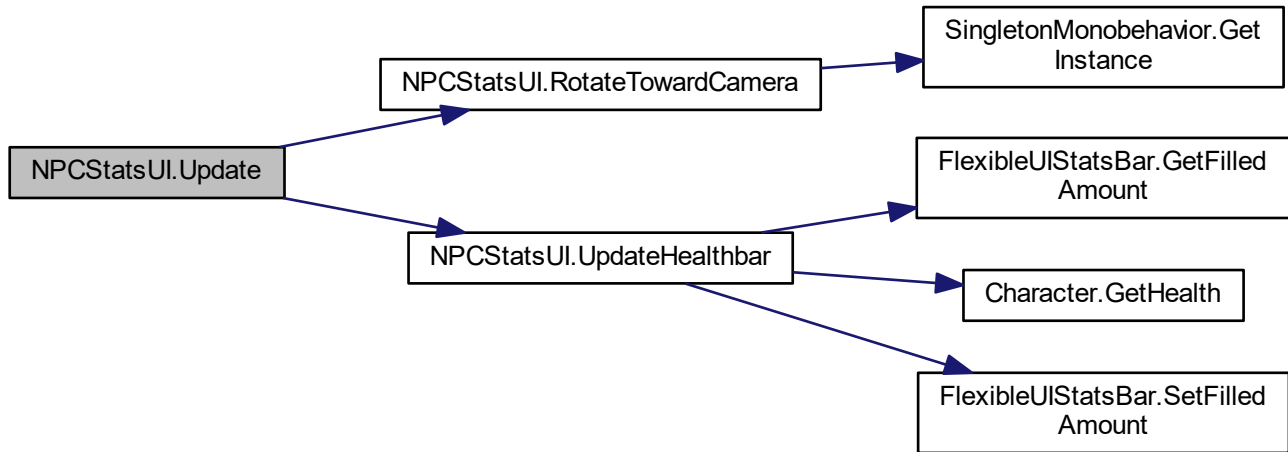 SingletonMonobehavior.Get
Instance
NPCStatsUI.RotateTowardCamera
FlexibleUIStatsBar.GetFilled
Amount
NPCStatsUI.Update
NPCStatsUI.UpdateHealthbar
Character.GetHealth
FlexibleUIStatsBar.SetFilled
Amount